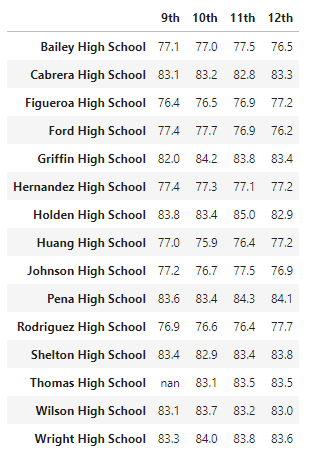 9th 10th 11th 12th
Bailey High School 77.1 77.0 77.5 76.5
Cabrera High School 83.1 83.2 82.8 83.3
Figueroa High School 76.4 76.5 76.9 77.2
Ford High School 77.4 77.7 76.9 76.2
Griffin High School 82.0 84.2 83.8 83.4
Hernandez High School 77.4 77.3 77.1 77.2
Holden High School 83.8 83.4 85.0 82.9
Huang High School 77.0 75.9 76.4 77.2
Johnson High School 77.2 76.7 77.5 76.9
Pena High School 83.6 83.4 84.3 84.1
Rodriguez High School 76.9 76.6 76.4 77.7
Shelton High School 83.4 82.9 83.4 83.8
Thomas High School nan 83.1 83.5 83.5
Wilson High School 83.1 83.7 83.2 83.0
Wright High School 83.3 84.0 83.8 83.6